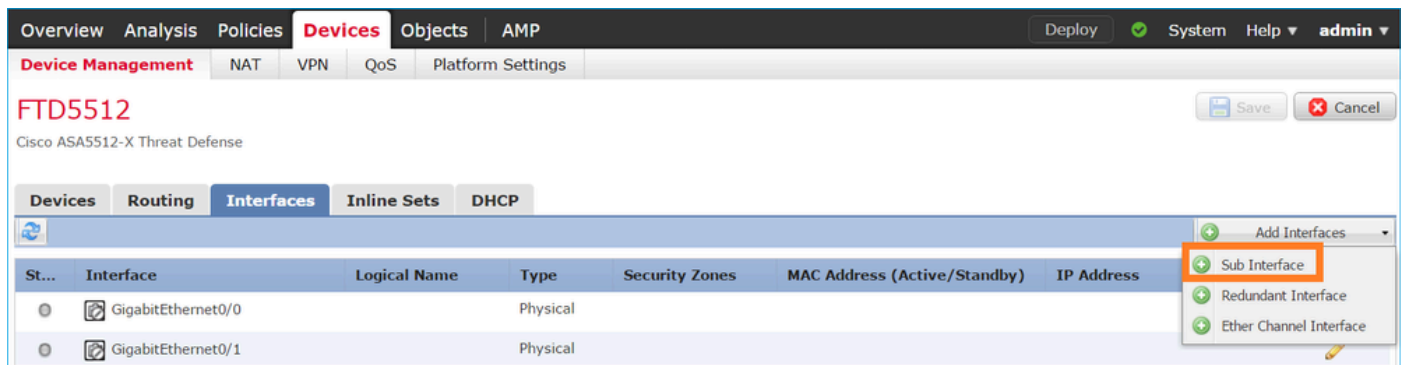 Overview Analysis Policies Devices Objects AMP Deploy System Help admin
Device Management NAT VPN QoS Platform Settings
FTD5512 Save Cancel
Cisco ASA5512-X Threat Defense
Devices Routing Interfaces Inline Sets DHCP
Add Interfaces
St... Interface Logical Name Type Security Zones MAC Address (Active/Standby) IP Address
Sub Interface
Redundant Interface
Ether Channel Interface
GigabitEthernet0/0 Physical
GigabitEthernet0/1 Physical